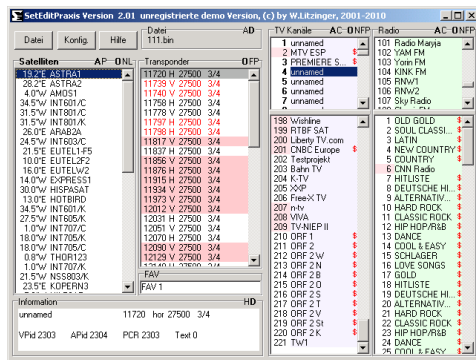 SetEditPraxis Version 2.01 unregistrierte demo Version, (c) by W.Litzinger, 2001-2010
Datei
Konfig.
Hilfe
Datei AD
111.bin
Satelliten AP ONL
19.2°E ASTRA1
28.2°E ASTRA2
4.0°W AMOS1
34.5°W INT601/C
31.5°W INT801/L
31.5°W INT801/K
26.0°E ARAB2A
24.5°W INT603/C
21.5°E EUTEL1-F5
10.0°E EUTEL2F2
16.0°E EUTELW2
14.0°W EXPRESS1
30.0°W HISPASAT
13.0°E HOTBIRD
34.5°W INT601/K
27.5°W INT605/K
1.0°W INT707/C
18.0°W INT705/K
18.0°W INT705/C
0.8°W THOR123
1.0°W INT707/K
21.5°W NSS803/K
23.5°E KOPERN3
Transponder OFP
11720 H 27500 3/4
11739 V 27500 3/4
11740 V 27500 3/4
11758 H 27500 3/4
11778 V 27500 3/4
11797 H 27500 3/4
11798 H 27500 3/4
11817 V 27500 3/4
11837 H 27500 3/4
11856 V 27500 3/4
11876 H 27500 3/4
11915 H 27500 3/4
11934 V 27500 3/4
11973 V 27500 3/4
12012 V 27500 3/4
12031 H 27500 3/4
12051 V 27500 3/4
12070 H 27500 3/4
12090 V 27500 3/4
12129 V 27500 3/4
FAV
FAV 1
TV Kanäle AC ONFP
1 unnamed
2 MTV ESP $
3 PREMIERE S... $
4 unnamed
5 unnamed
6 unnamed
7 unnamed
198 Wishline
199 RTBF SAT
200 Liberty TV.com
201 CNBC Europe $
202 Testprojekt
203 Bahn TV
204 K-TV
205 XXP
206 Free-X TV
207 n-tv
208 VIVA
209 TV-NIEP II
210 ORF 1 $
211 ORF 2 $
212 ORF 2 W $
213 ORF 2 N $
214 ORF 2 B $
215 ORF 2 O $
216 ORF 2 S $
217 ORF 2 T $
218 ORF 2 V $
219 ORF 2 St $
220 ORF 2 K $
221 TW1
Radio AC ONFP
101 Radio Maryja
102 YAM FM
103 Yorin FM
104 KINK FM
105 RNW1
106 RNW2
107 Sky Radio
1 OLD GOLD $
2 SOUL CLASSI... $
3 LATIN $
4 NEW COUNTRY $
5 COUNTRY $
6 CNN Radio
7 HITLISTE $
8 DEUTSCHE HI... $
9 ALTERNATIV... $
10 HARD ROCK $
11 CLASSIC ROCK $
12 HIP HOP/R&B $
13 DANCE $
14 COOL & EASY $
15 SCHLAGER $
16 LOVE SONGS $
17 GOLD $
18 HITLISTE $
19 DEUTSCHE HI... $
20 ALTERNATIV... $
21 HARD ROCK $
22 CLASSIC ROCK $
23 HIP HOP/R&B $
24 DANCE $
25 COOL & EASY $
Information HD
unnamed 11720 hor 27500 3/4
VPid 2303 APid 2304 PCR 2303 Text 0